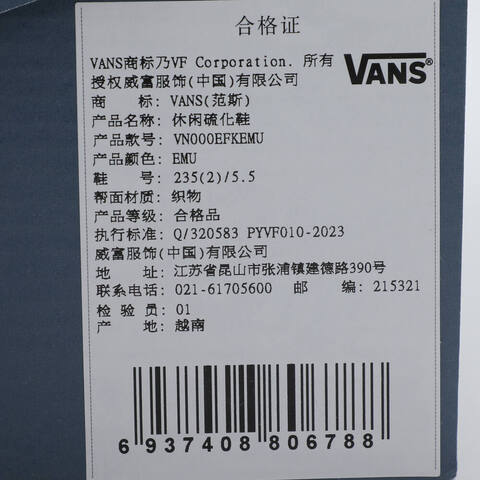 合格证
VANS商标乃VF Corporation. 所有
授权威富服饰(中国)有限公司
VANS®
商 标: VANS(范斯)
产品名称: 休闲硫化鞋
产品款号: VN000EFKEMU
产品颜色: EMU
鞋 号: 235(2)/5.5
帮面材质: 织物
产品等级: 合格品
执行标准: Q/320583 PYVF010-2023
威富服饰(中国)有限公司
地 址: 江苏省昆山市张浦镇建德路390号
联系电话: 021-61705600 邮 编: 215321
检 验 员: 01
产 地: 越南
6 937408 806788